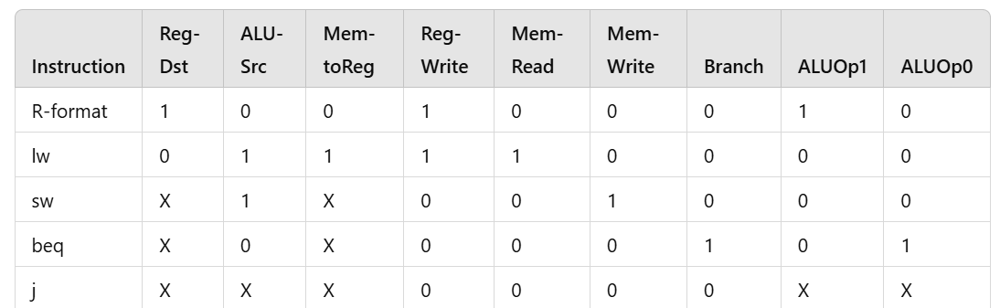 Instruction Reg-Dst ALU-Src Mem-toReg Reg-Write Mem-Read Mem-Write Branch ALUOp1 ALUOp0
R-format 1 0 0 1 0 0 0 1 0
lw 0 1 1 1 1 0 0 0 0
sw X 1 X 0 0 1 0 0 0
beq X 0 X 0 0 0 1 0 1
j X X X 0 0 0 0 X X